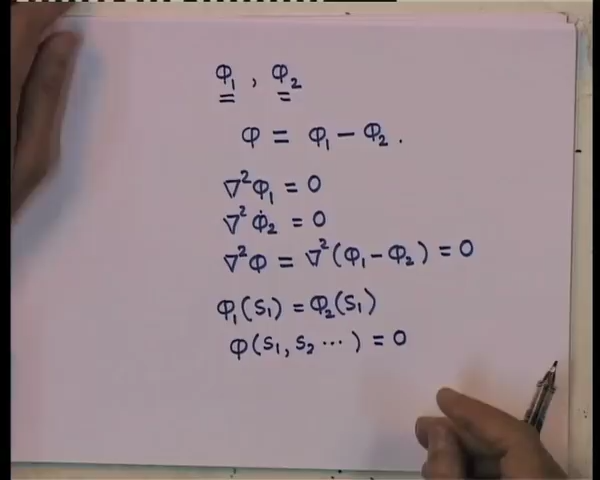 φ₁ , φ₂
φ = φ₁ − φ₂ .
∇²φ₁ = 0
∇²φ₂ = 0
∇²φ = ∇²(φ₁ − φ₂) = 0
φ₁(S₁) = φ₂(S₁)
φ(S₁, S₂ ⋯ ) = 0